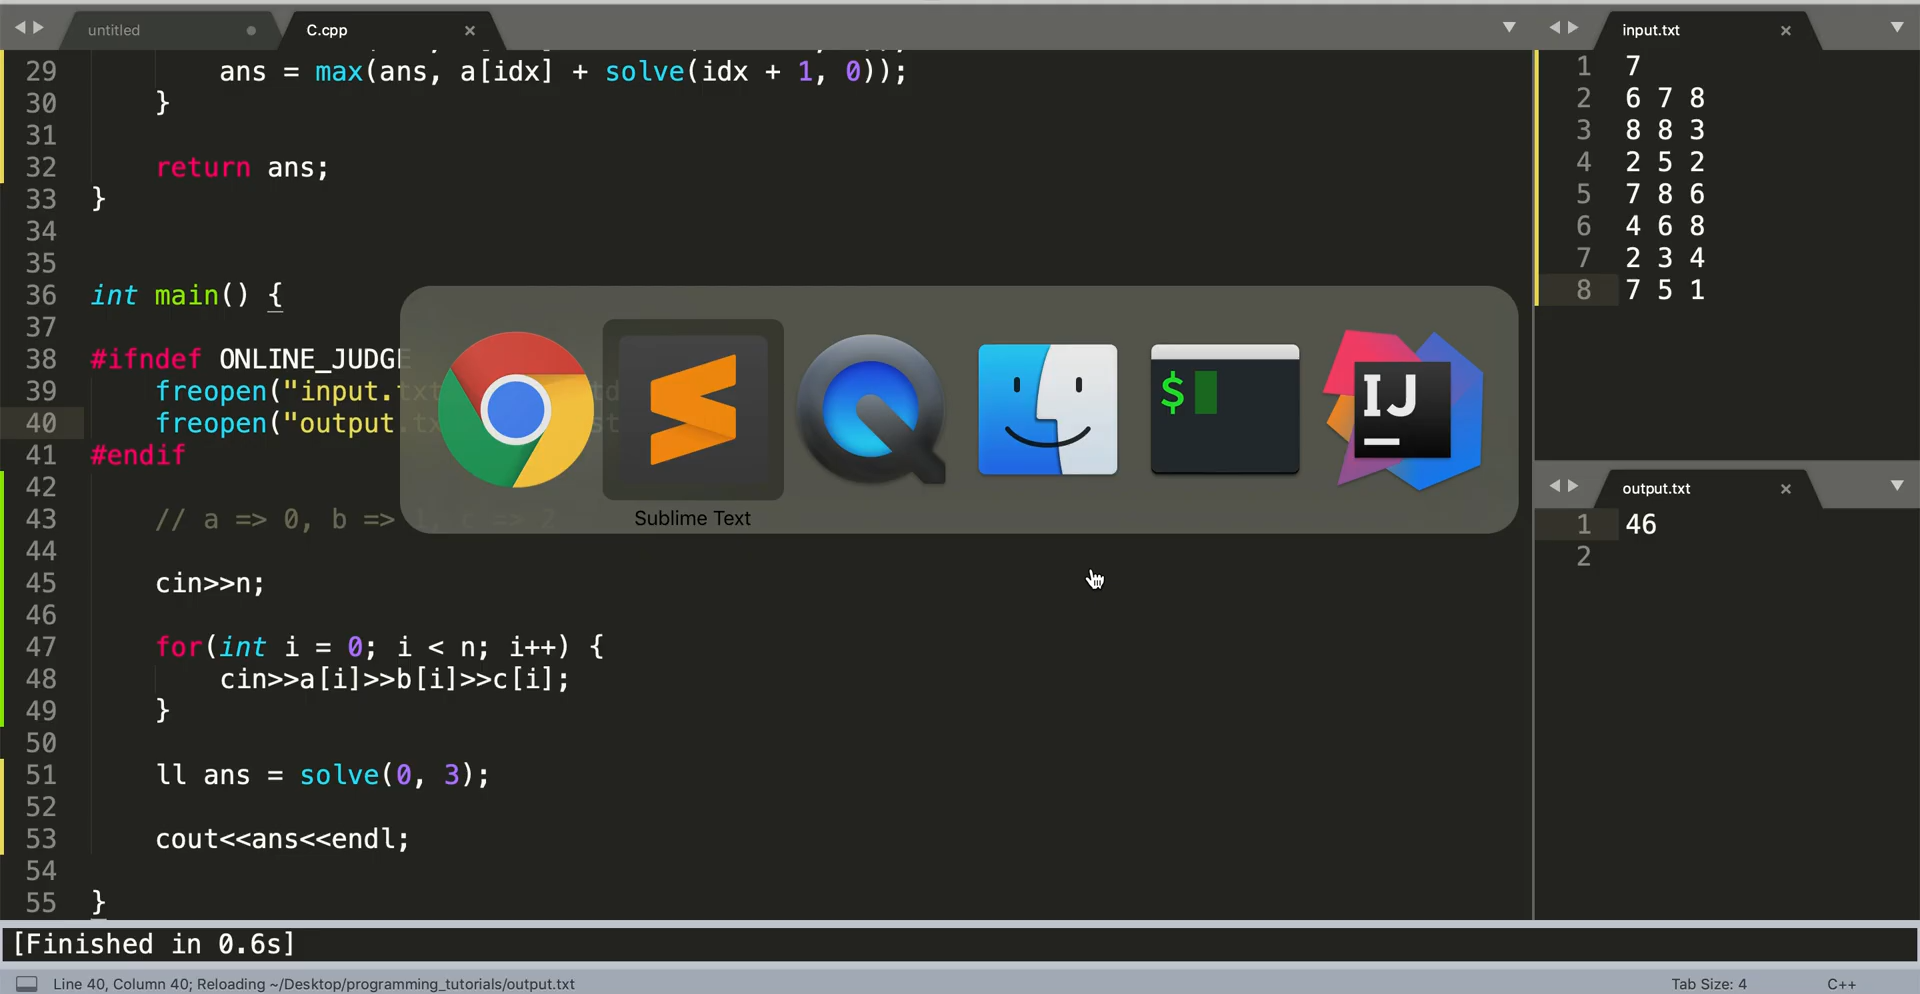 untitled
C.cpp
29 ans = max(ans, a[idx] + solve(idx + 1, 0));
30 }
31
32 return ans;
33 }
34
35
36 int main() {
37
38 #ifndef ONLINE_JUDGE
39 freopen("input.txt
40 freopen("output.tx
41 #endif
42
43 // a => 0, b => 1, c => 2
44
45 cin>>n;
46
47 for(int i = 0; i < n; i++) {
48 cin>>a[i]>>b[i]>>c[i];
49 }
50
51 ll ans = solve(0, 3);
52
53 cout<<ans<<endl;
54
55 }
$
IJ
Sublime Text
input.txt
1 7
2 6 7 8
3 8 8 3
4 2 5 2
5 7 8 6
6 4 6 8
7 2 3 4
8 7 5 1
output.txt
1 46
2
[Finished in 0.6s]
Line 40, Column 40; Reloading ~/Desktop/programming_tutorials/output.txt
Tab Size: 4
C++